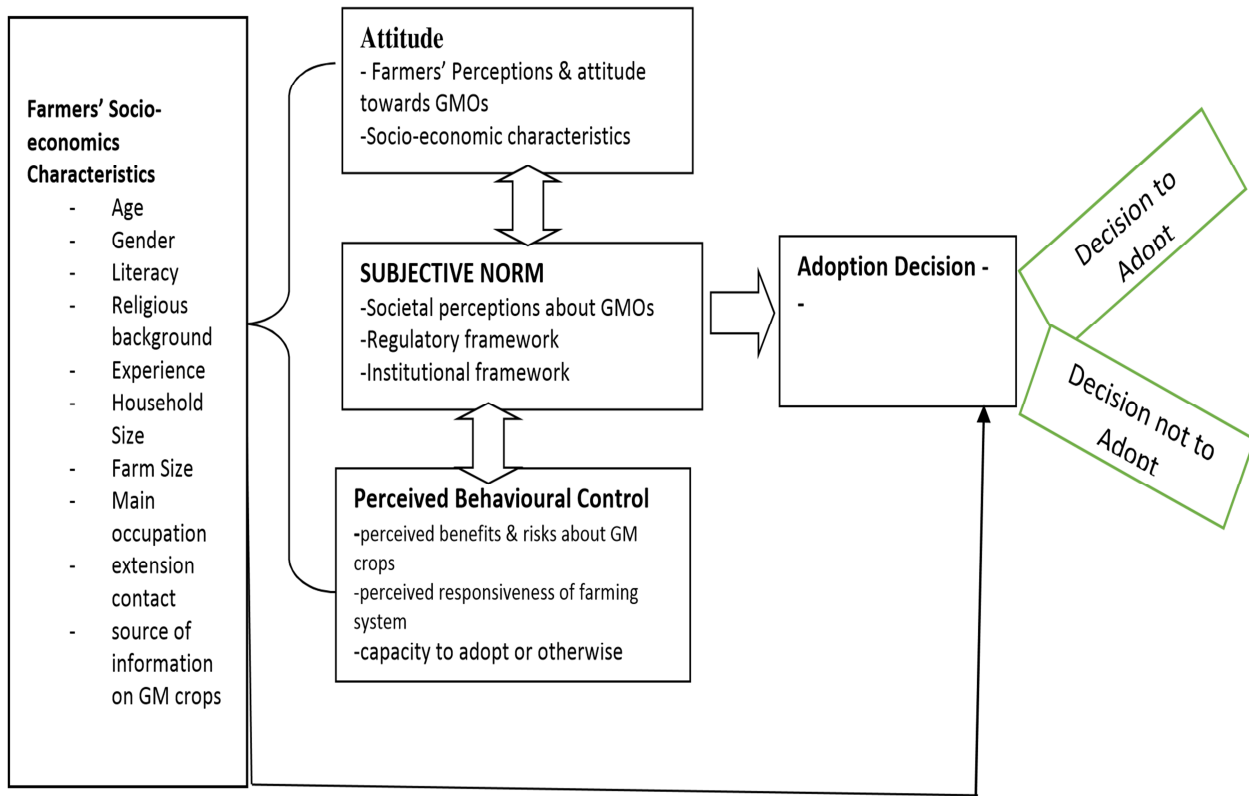 Farmers’ Socio-
economics
Characteristics
- Age
- Gender
- Literacy
- Religious
background
- Experience
- Household
Size
- Farm Size
- Main
occupation
- extension
contact
- source of
information
on GM crops
Attitude
- Farmers’ Perceptions & attitude
towards GMOs
-Socio-economic characteristics
SUBJECTIVE NORM
-Societal perceptions about GMOs
-Regulatory framework
-Institutional framework
Perceived Behavioural Control
-perceived benefits & risks about GM
crops
-perceived responsiveness of farming
system
-capacity to adopt or otherwise
Adoption Decision -
-
Decision to
Adopt
Decision not to
Adopt